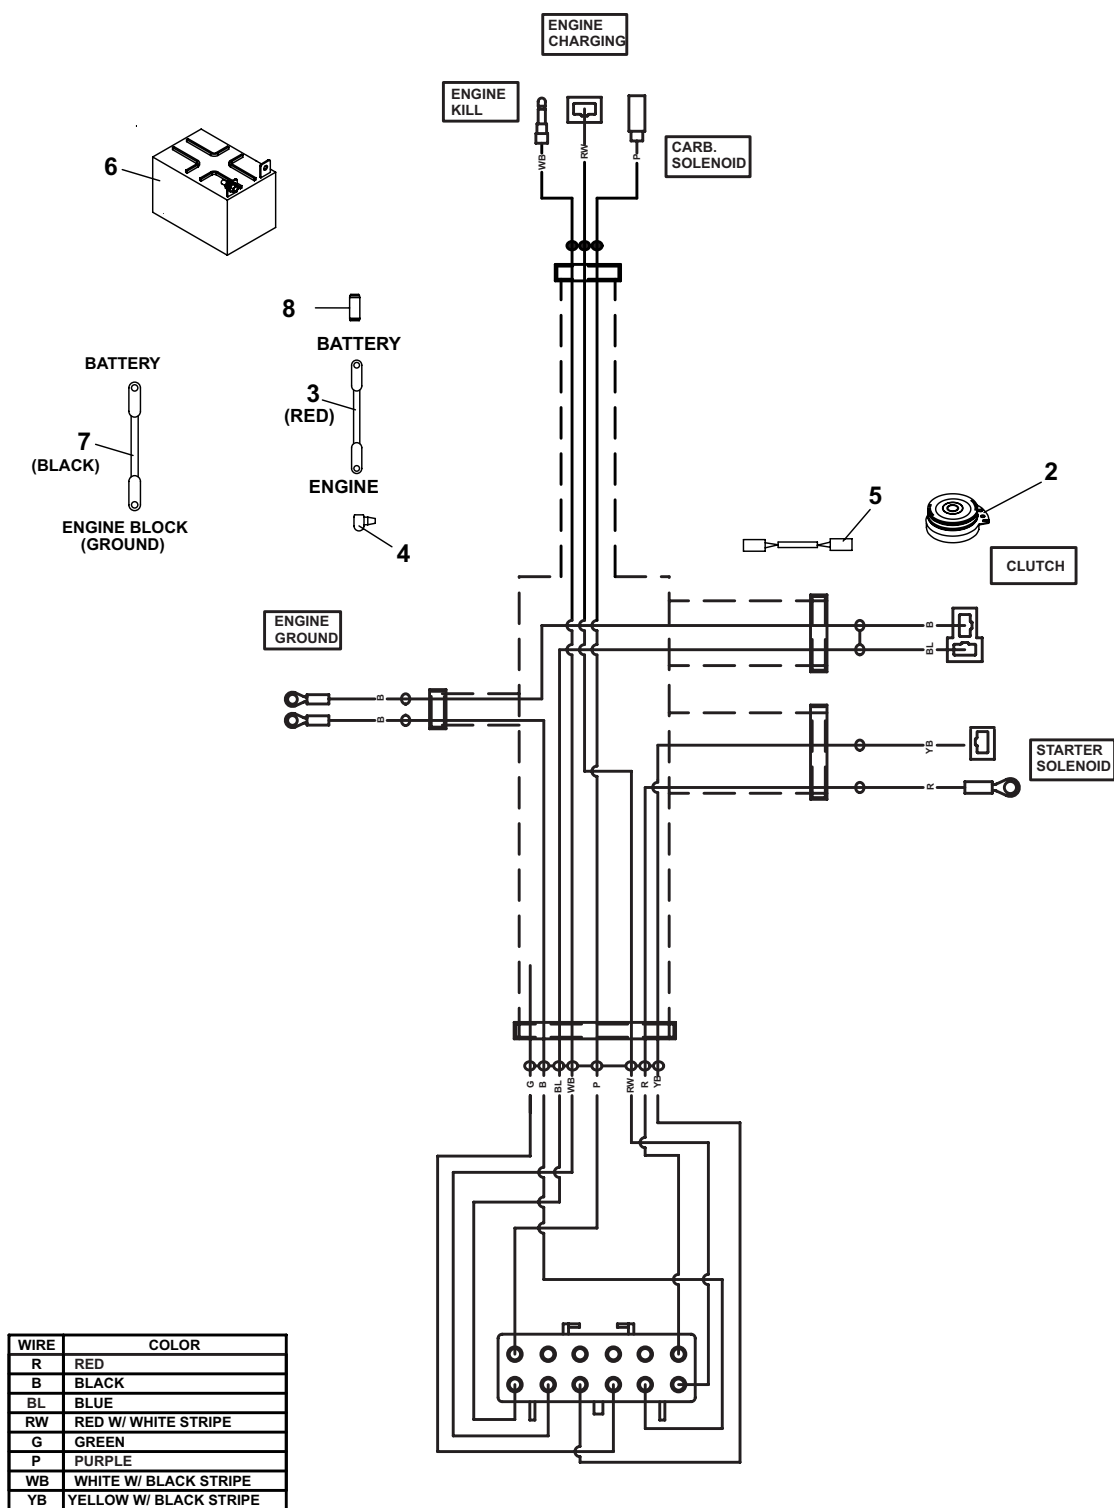 ENGINE
CHARGING
ENGINE
KILL
CARB.
SOLENOID
WB
RW
P
6
8
BATTERY
BATTERY
3
(RED)
7
(BLACK)
ENGINE
ENGINE BLOCK
(GROUND)
4
5
2
CLUTCH
ENGINE
GROUND
B
BL
B
B
YB
STARTER
SOLENOID
R
G
B
BL
WB
P
RW
R
YB
WIRE COLOR
R RED
B BLACK
BL BLUE
RW RED W/ WHITE STRIPE
G GREEN
P PURPLE
WB WHITE W/ BLACK STRIPE
YB YELLOW W/ BLACK STRIPE